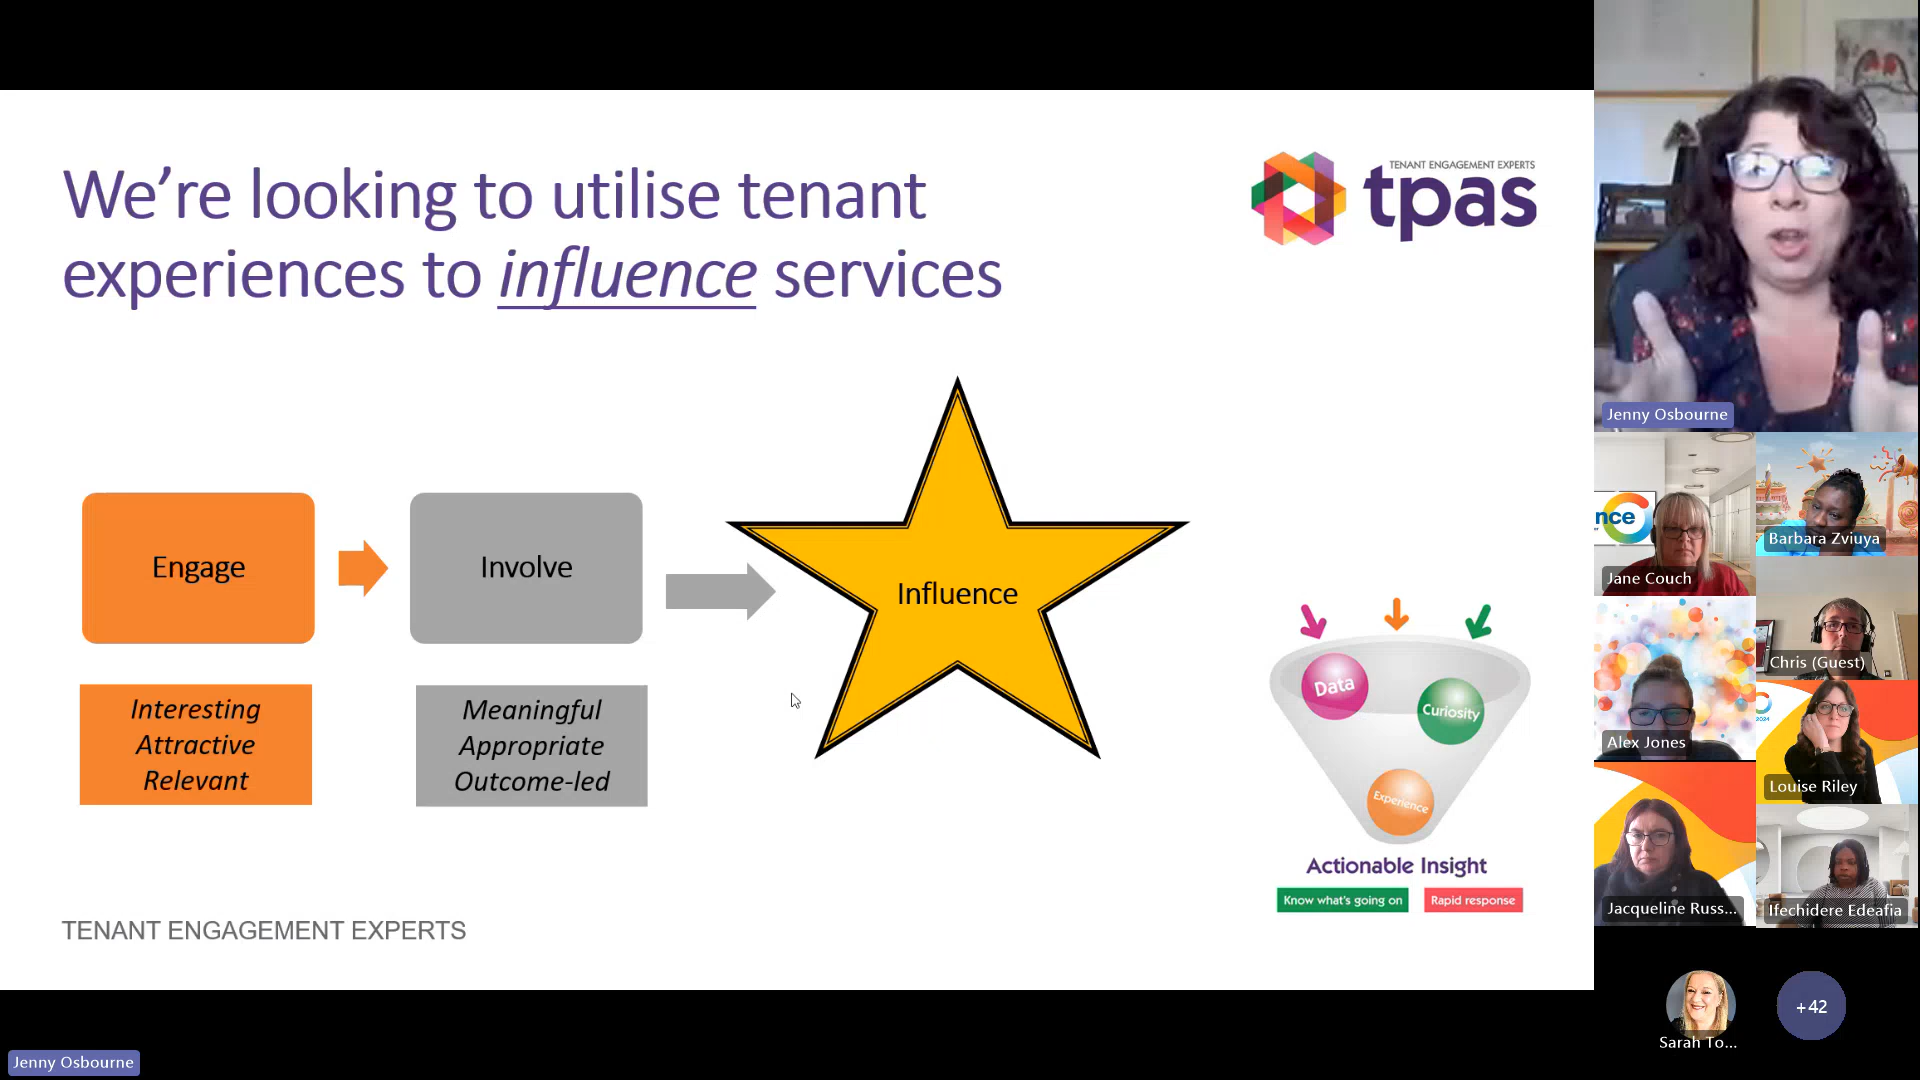 We're looking to utilise tenant
experiences to influence services
TENANT ENGAGEMENT EXPERTS
tpas
Engage
Involve
Influence
Interesting
Attractive
Relevant
Meaningful
Appropriate
Outcome-led
Data
Curiosity
Experience
Actionable Insight
Know what's going on
Rapid response
TENANT ENGAGEMENT EXPERTS
Jenny Osbourne
Jenny Osbourne
nce
Jane Couch
Barbara Zviuya
Chris (Guest)
Alex Jones
2024
Louise Riley
Jacqueline Russ...
Ifechidere Edeafia
Sarah To...
+42